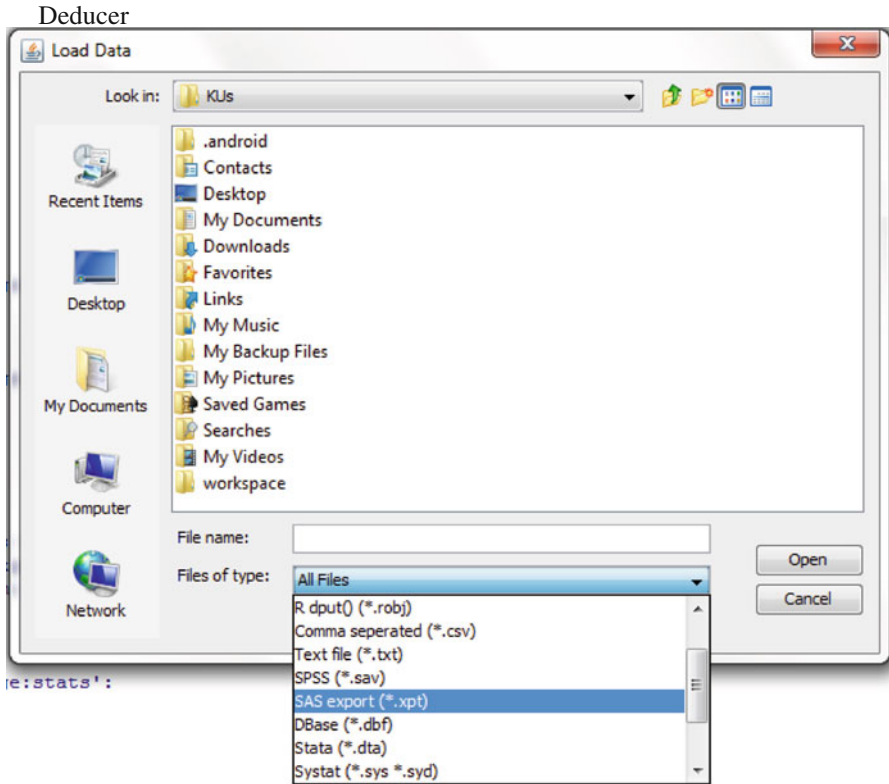 Deducer
Load Data
Look in: KUs
.android
Contacts
Desktop
My Documents
Downloads
Favorites
Links
My Music
My Backup Files
My Pictures
Saved Games
Searches
My Videos
workspace
Recent Items
Desktop
My Documents
Computer
Network
File name:
Files of type: All Files
R dput() (*.robj)
Comma seperated (*.csv)
Text file (*.txt)
SPSS (*.sav)
SAS export (*.xpt)
DBase (*.dbf)
Stata (*.dta)
Systat (*.sys *.syd)
Open
Cancel
e:stats':